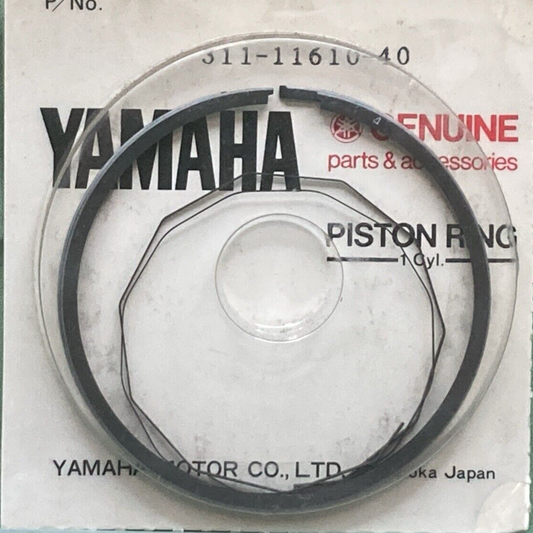 P/No.
311-11610-40
YAMAHA
GENUINE
parts & accessories
PISTON RING
1 Cyl.
YAMAHA MOTOR CO., LTD. Japan